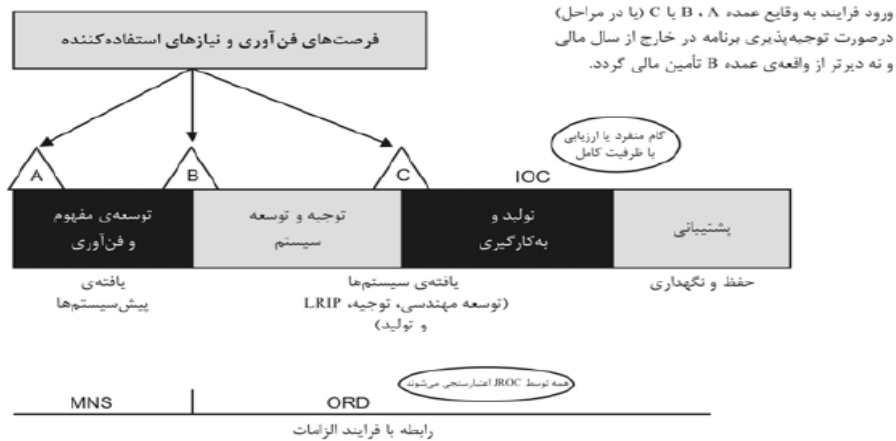 ورود فرایند به وقایع عمده A ، B یا C (یا در مراحل)
درصورت توجیه‌پذیری برنامه در خارج از سال مالی
و نه دیرتر از واقعه‌ی عمده B تأمین مالی گردد.
فرصت‌های فن‌آوری و نیازهای استفاده‌کننده
کام منفرد یا ارزیابی
با ظرفیت کامل
A
B
C
IOC
توسعه‌ی مفهوم
و فن‌آوری
توجیه و توسعه
سیستم
تولید و
به‌کارگیری
پشتیبانی
یافته‌ی
پیش‌سیستم‌ها
یافته‌ی سیستم‌ها
(توسعه مهندسی، توجیه، LRIP
و تولید)
حفظ و نگهداری
همه توسط JROC اعتبارسنجی می‌شوند
MNS
ORD
رابطه با فرایند الزامات